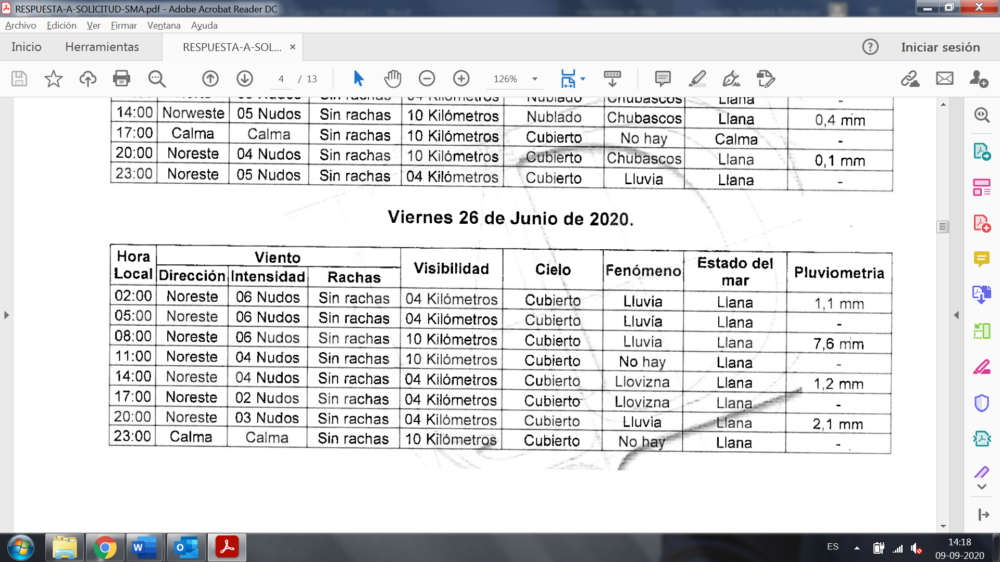 RESPUESTA-A-SOLICITUD-SMA.pdf - Adobe Acrobat Reader DC
Archivo Edición Ver Firmar Ventana Ayuda
Inicio Herramientas RESPUESTA-A-SOL... × Iniciar sesión
4 / 13 126%
Nublado Chubascos Llana -
14:00 Norweste 05 Nudos Sin rachas 10 Kilómetros Nublado Chubascos Llana 0,4 mm
17:00 Calma Calma Sin rachas 10 Kilómetros Cubierto No hay Calma -
20:00 Noreste 04 Nudos Sin rachas 10 Kilómetros Cubierto Chubascos Llana 0,1 mm
23:00 Noreste 05 Nudos Sin rachas 04 Kilómetros Cubierto Lluvia Llana -
Viernes 26 de Junio de 2020.
Hora Local Viento Visibilidad Cielo Fenómeno Estado del mar Pluviometria
Dirección Intensidad Rachas
02:00 Noreste 06 Nudos Sin rachas 04 Kilómetros Cubierto Lluvia Llana 1,1 mm
05:00 Noreste 06 Nudos Sin rachas 04 Kilómetros Cubierto Lluvia Llana -
08:00 Noreste 06 Nudos Sin rachas 10 Kilómetros Cubierto Lluvia Llana 7,6 mm
11:00 Noreste 04 Nudos Sin rachas 10 Kilómetros Cubierto No hay Llana -
14:00 Noreste 04 Nudos Sin rachas 04 Kilómetros Cubierto Llovizna Llana 1,2 mm
17:00 Noreste 02 Nudos Sin rachas 04 Kilómetros Cubierto Llovizna Llana -
20:00 Noreste 03 Nudos Sin rachas 04 Kilómetros Cubierto Lluvia Llana 2,1 mm
23:00 Calma Calma Sin rachas 10 Kilómetros Cubierto No hay Llana -
ES 14:18
09-09-2020